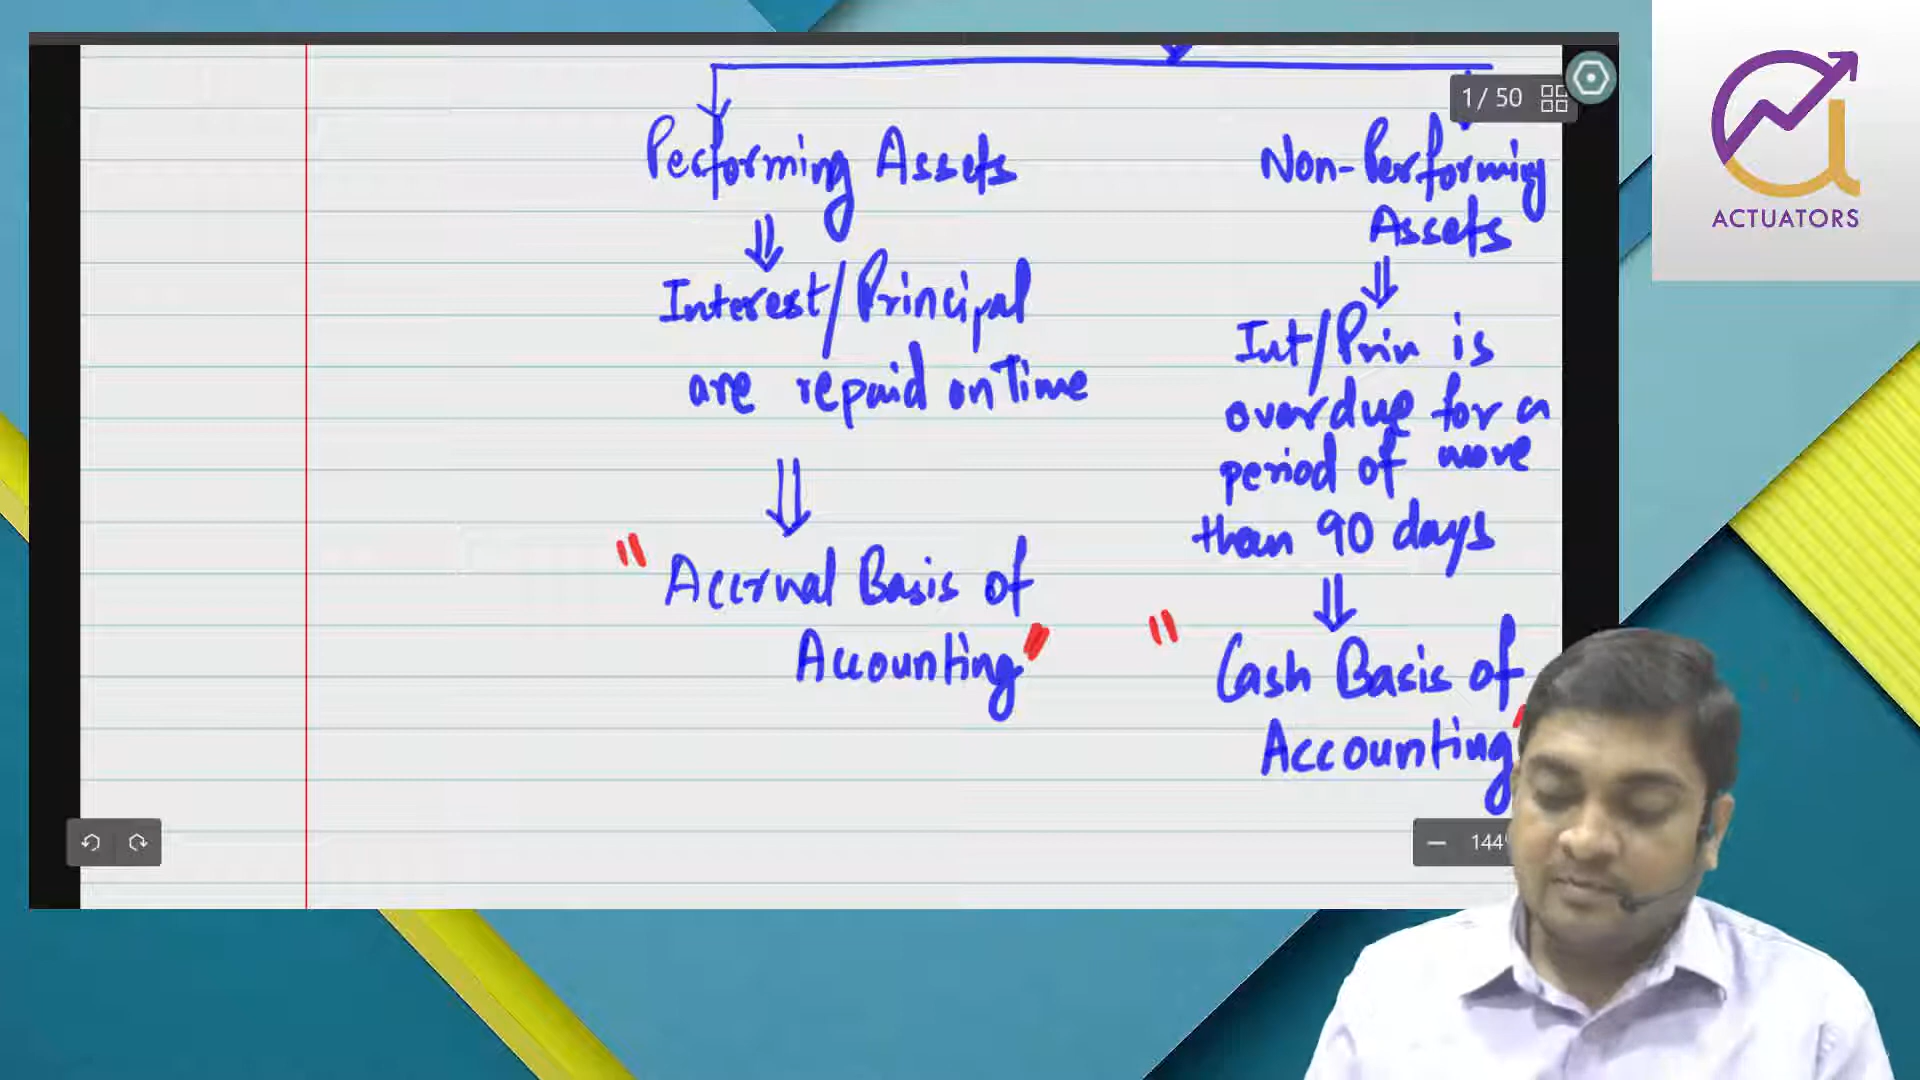 1 / 50
ACTUATORS
Performing Assets
Interest/Principal
are repaid on Time
"Accrual Basis of
Accounting"
Non-Performing
Assets
Int/Prin is
overdue for a
period of more
than 90 days
"Cash Basis of
Accounting"
144